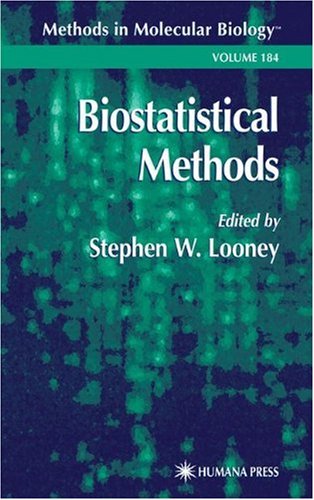 Methods in Molecular Biology™
VOLUME 184
Biostatistical
Methods
Edited by
Stephen W. Looney
HUMANA PRESS